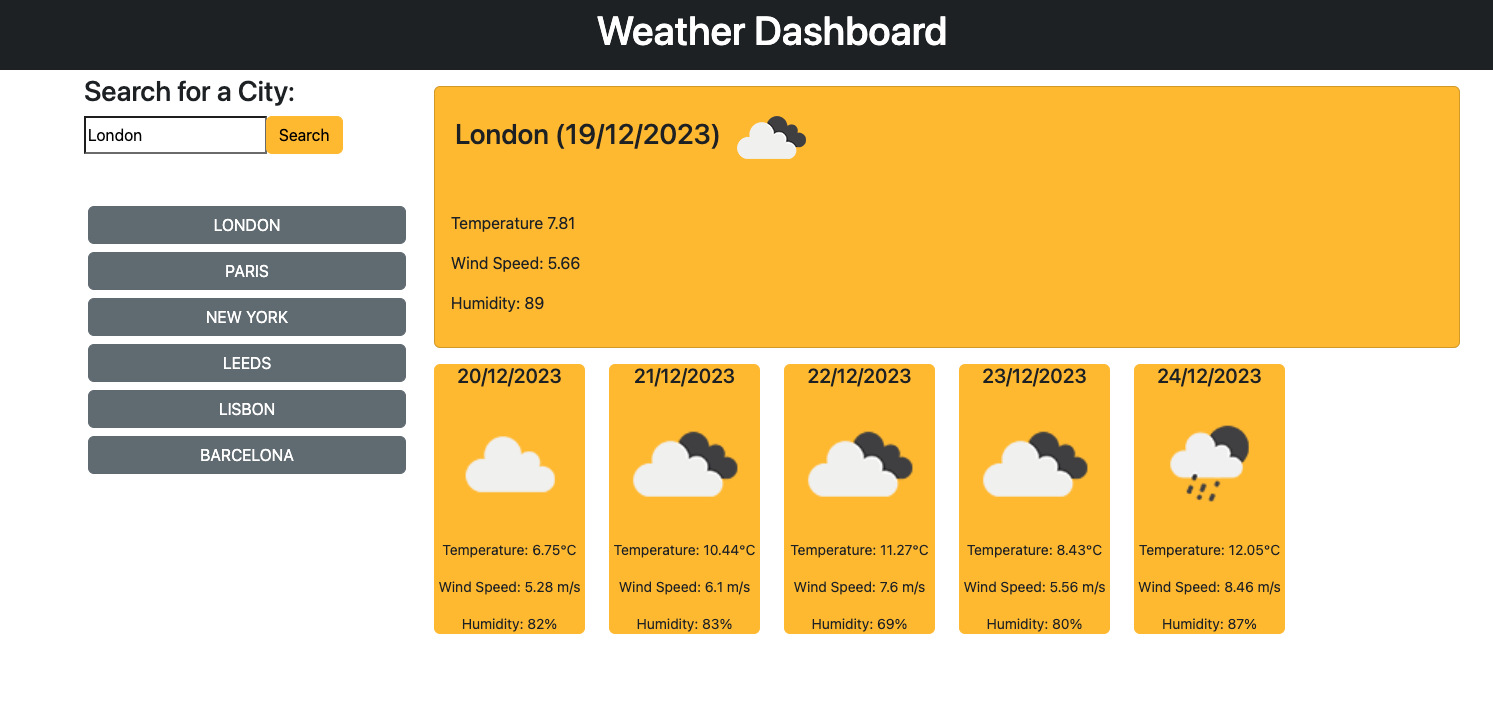 Weather Dashboard
Search for a City:
London
Search
LONDON
PARIS
NEW YORK
LEEDS
LISBON
BARCELONA
London (19/12/2023)
Temperature 7.81
Wind Speed: 5.66
Humidity: 89
20/12/2023
Temperature: 6.75°C
Wind Speed: 5.28 m/s
Humidity: 82%
21/12/2023
Temperature: 10.44°C
Wind Speed: 6.1 m/s
Humidity: 83%
22/12/2023
Temperature: 11.27°C
Wind Speed: 7.6 m/s
Humidity: 69%
23/12/2023
Temperature: 8.43°C
Wind Speed: 5.56 m/s
Humidity: 80%
24/12/2023
Temperature: 12.05°C
Wind Speed: 8.46 m/s
Humidity: 87%